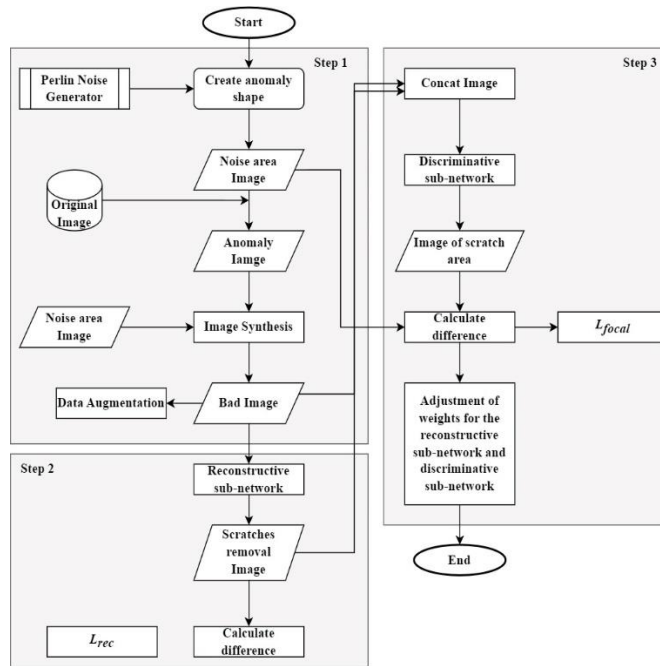 Start
Step 1
Perlin Noise
Generator
Create anomaly
shape
Noise area
Image
Original
Image
Anomaly
Iamge
Noise area
Image
Image Synthesis
Data Augmentation
Bad Image
Step 2
Reconstructive
sub-network
Scratches
removal
Image
L_rec
Calculate
difference
Step 3
Concat Image
Discriminative
sub-network
Image of scratch
area
Calculate
difference
L_focal
Adjustment of
weights for the
reconstructive
sub-network and
discriminative
sub-network
End